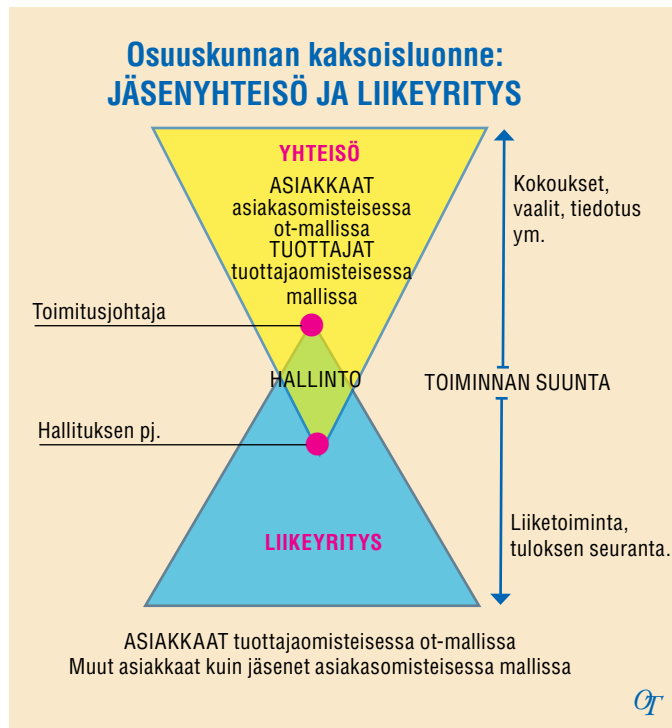 Osuuskunnan kaksoisluonne:
JÄSENYHTEISÖ JA LIIKEYRITYS
YHTEISÖ
ASIAKKAAT
asiakasomisteisessa
ot-mallissa
TUOTTAJAT
tuottajaomisteisessa
mallissa
Kokoukset,
vaalit, tiedotus
ym.
Toimitusjohtaja
HALLINTO
TOIMINNAN SUUNTA
Hallituksen pj.
LIIKEYRITYS
Liiketoiminta,
tuloksen seuranta.
ASIAKKAAT tuottajaomisteisessa ot-mallissa
Muut asiakkaat kuin jäsenet asiakasomisteisessa mallissa
OT